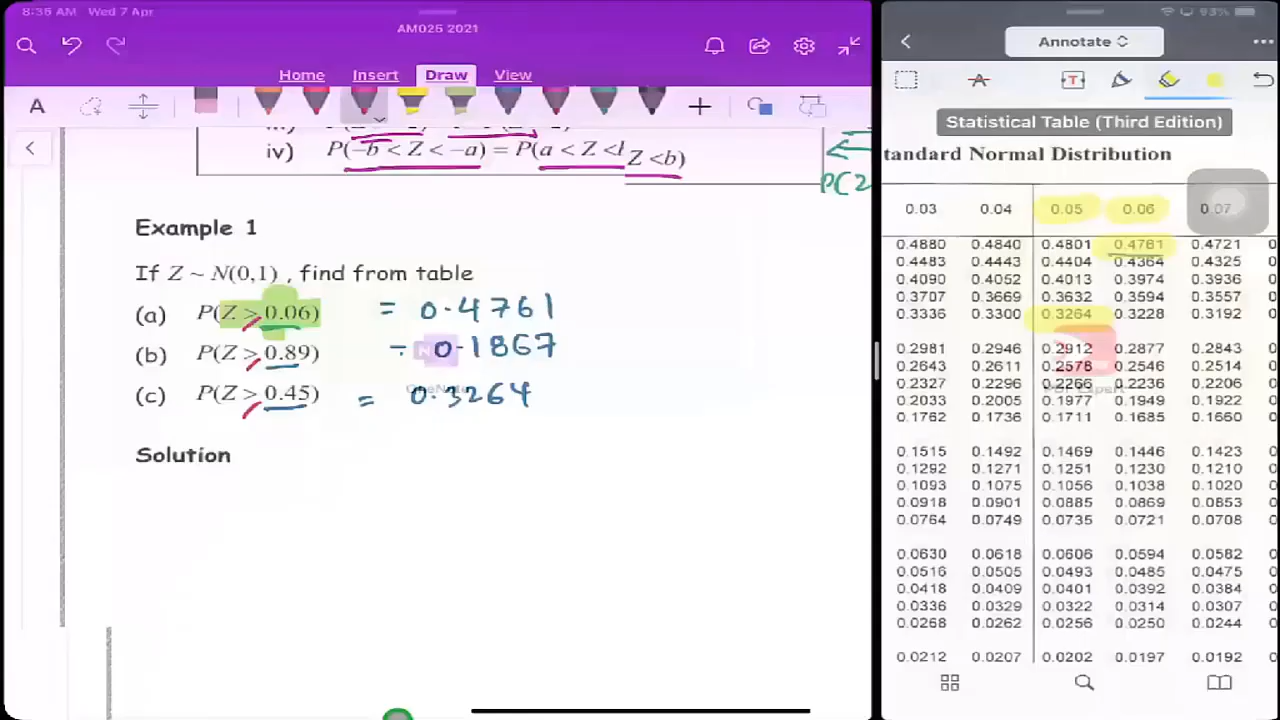 8:36 AM Wed 7 Apr
93%
AM025 2021
Annotate
Home Insert Draw View
A
T
Statistical Table (Third Edition)
tandard Normal Distribution
iv) P(−b < Z < −a) = P(a < Z < Z < b)
P(Z
0.03 0.04 0.05 0.06 0.07
0.4880 0.4840 0.4801 0.4761 0.4721
0.4483 0.4443 0.4404 0.4364 0.4325
0.4090 0.4052 0.4013 0.3974 0.3936
0.3707 0.3669 0.3632 0.3594 0.3557
0.3336 0.3300 0.3264 0.3228 0.3192
0.2981 0.2946 0.2912 0.2877 0.2843
0.2643 0.2611 0.2578 0.2546 0.2514
0.2327 0.2296 0.2266 0.2236 0.2206
0.2033 0.2005 0.1977 0.1949 0.1922
0.1762 0.1736 0.1711 0.1685 0.1660
0.1515 0.1492 0.1469 0.1446 0.1423
0.1292 0.1271 0.1251 0.1230 0.1210
0.1093 0.1075 0.1056 0.1038 0.1020
0.0918 0.0901 0.0885 0.0869 0.0853
0.0764 0.0749 0.0735 0.0721 0.0708
0.0630 0.0618 0.0606 0.0594 0.0582
0.0516 0.0505 0.0493 0.0485 0.0475
0.0418 0.0409 0.0401 0.0392 0.0384
0.0336 0.0329 0.0322 0.0314 0.0307
0.0268 0.0262 0.0256 0.0250 0.0244
0.0212 0.0207 0.0202 0.0197 0.0192
Example 1
If Z ~ N(0,1) , find from table
(a) P(Z > 0.06) = 0.4761
(b) P(Z > 0.89) = 0.1867
(c) P(Z > 0.45) = 0.3264
OneNote
Solution